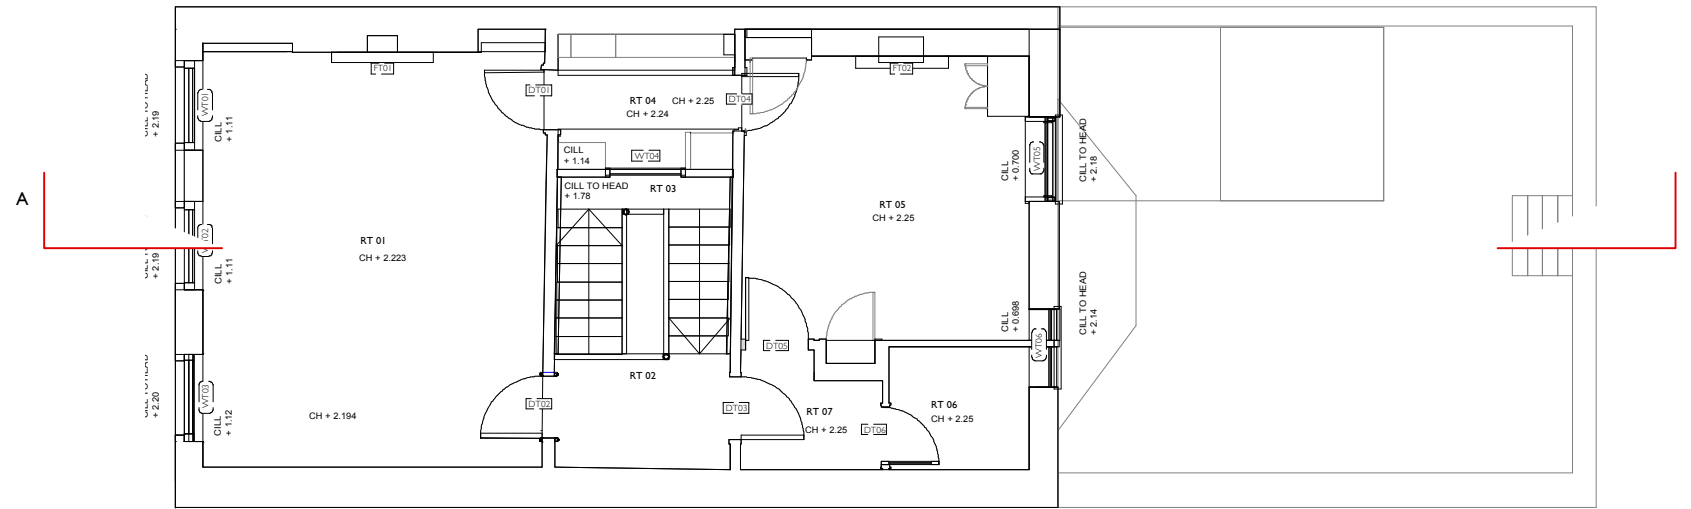 FT01
FT02
DT01
RT 04
CH + 2.25
CH + 2.24
DT04
WT01
CILL
+ 1.11
CILL TO HEAD
+ 2.19
CILL
+ 1.14
WT04
CILL TO HEAD
+ 1.78
RT 03
CILL
+ 0.700
WT05
CILL TO HEAD
+ 2.18
A
RT 05
CH + 2.25
RT 01
CH + 2.223
+ 2.19
CILL
+ 1.11
CILL
+ 0.698
CILL TO HEAD
+ 2.14
WT06
DT05
RT 02
CILL TO HEAD
+ 2.20
WT03
CILL
+ 1.12
CH + 2.194
DT02
DT03
RT 07
CH + 2.25
DT06
RT 06
CH + 2.25